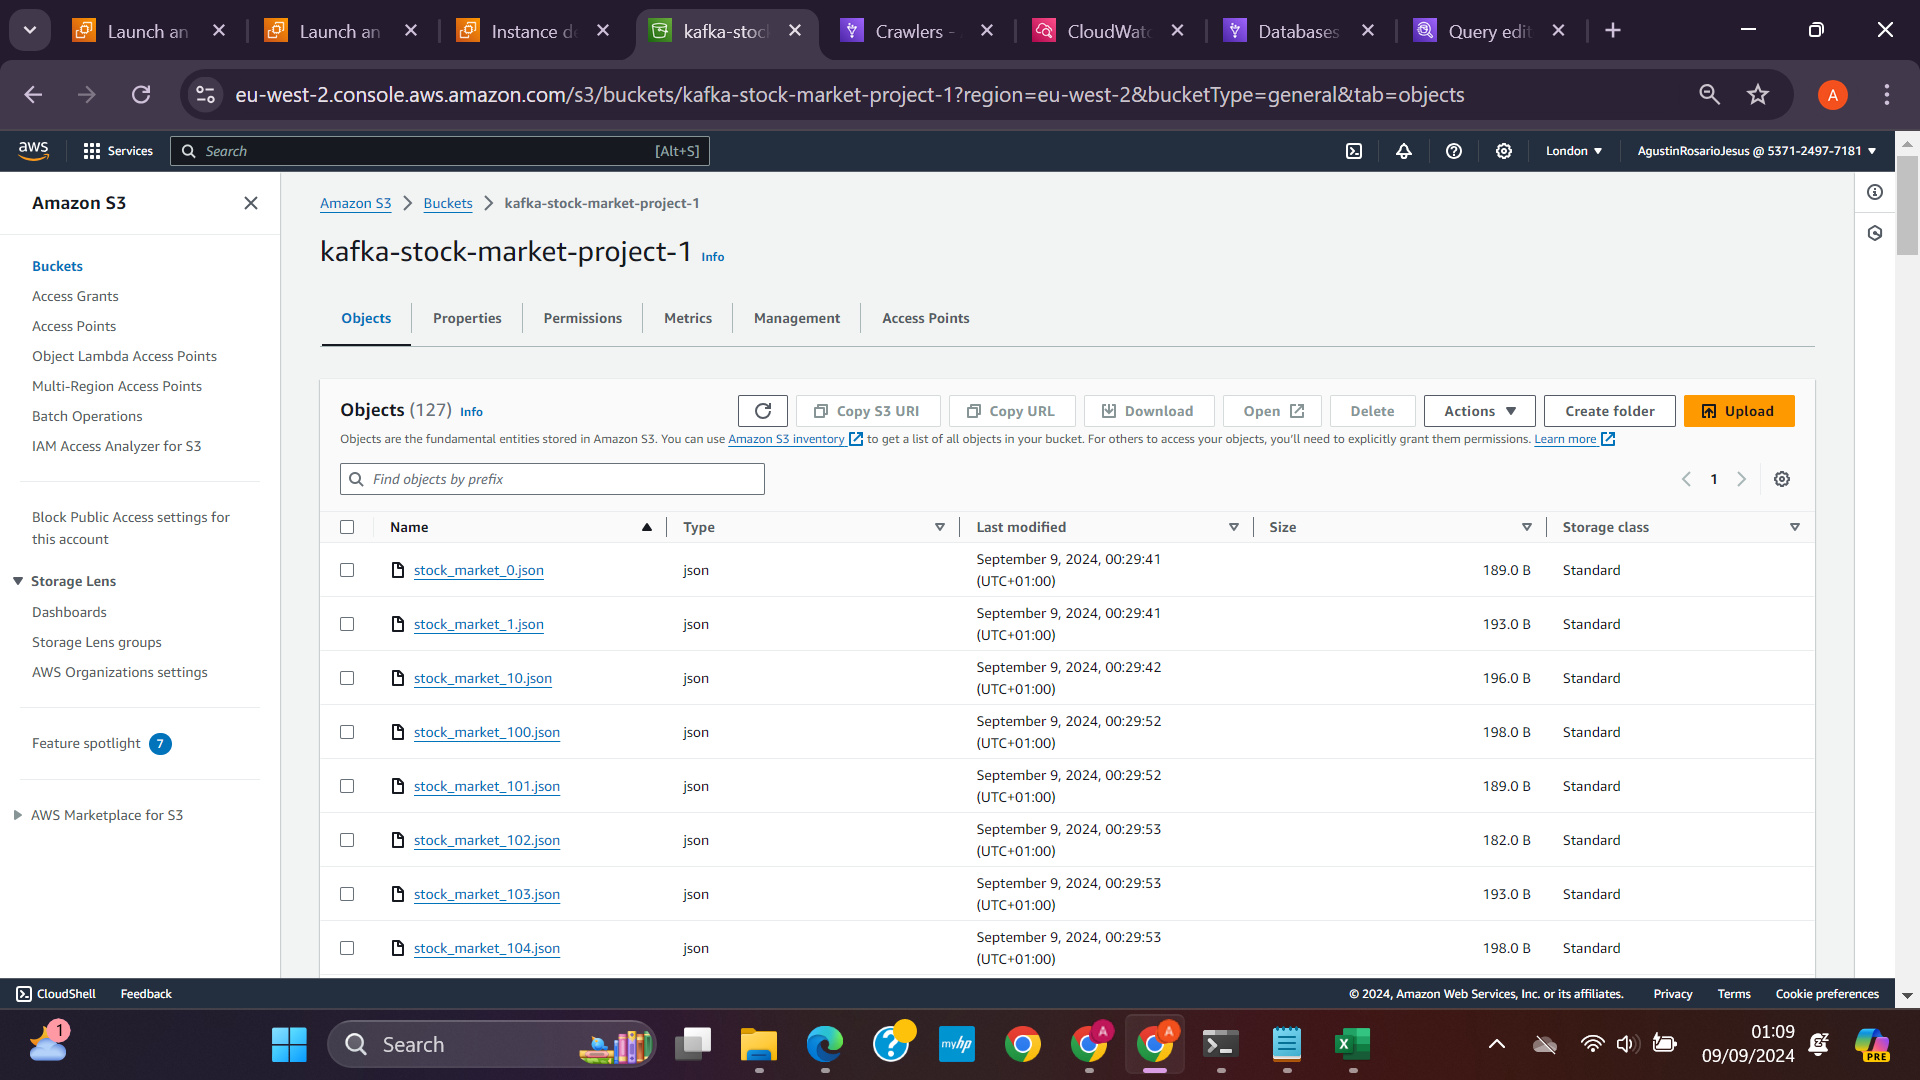 Launch an
Launch an
Instance de
kafka-stoc
Crawlers -
CloudWat
Databases
Query edit
eu-west-2.console.aws.amazon.com/s3/buckets/kafka-stock-market-project-1?region=eu-west-2&bucketType=general&tab=objects
A
aws
Services
Search
[Alt+S]
London
AgustinRosarioJesus @ 5371-2497-7181
Amazon S3
Buckets
Access Grants
Access Points
Object Lambda Access Points
Multi-Region Access Points
Batch Operations
IAM Access Analyzer for S3
Block Public Access settings for
this account
Storage Lens
Dashboards
Storage Lens groups
AWS Organizations settings
Feature spotlight 7
AWS Marketplace for S3
Amazon S3 > Buckets > kafka-stock-market-project-1
kafka-stock-market-project-1 Info
Objects
Properties
Permissions
Metrics
Management
Access Points
Objects (127) Info
Copy S3 URI
Copy URL
Download
Open
Delete
Actions
Create folder
Upload
Objects are the fundamental entities stored in Amazon S3. You can use Amazon S3 inventory to get a list of all objects in your bucket. For others to access your objects, you'll need to explicitly grant them permissions. Learn more
Find objects by prefix
1
Name Type Last modified Size Storage class
stock_market_0.json json September 9, 2024, 00:29:41 (UTC+01:00) 189.0 B Standard
stock_market_1.json json September 9, 2024, 00:29:41 (UTC+01:00) 193.0 B Standard
stock_market_10.json json September 9, 2024, 00:29:42 (UTC+01:00) 196.0 B Standard
stock_market_100.json json September 9, 2024, 00:29:52 (UTC+01:00) 198.0 B Standard
stock_market_101.json json September 9, 2024, 00:29:52 (UTC+01:00) 189.0 B Standard
stock_market_102.json json September 9, 2024, 00:29:53 (UTC+01:00) 182.0 B Standard
stock_market_103.json json September 9, 2024, 00:29:53 (UTC+01:00) 193.0 B Standard
stock_market_104.json json September 9, 2024, 00:29:53 (UTC+01:00) 198.0 B Standard
CloudShell
Feedback
© 2024, Amazon Web Services, Inc. or its affiliates.
Privacy
Terms
Cookie preferences
1
Search
myhp
A
A
01:09
09/09/2024
PRE